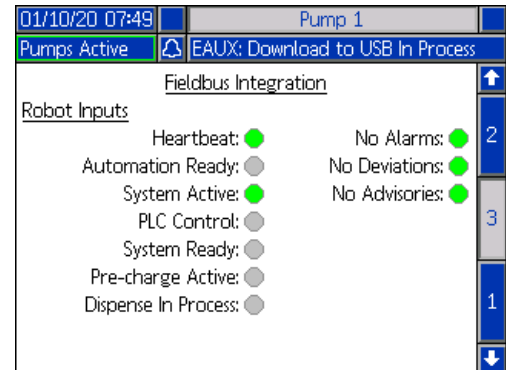 01/10/20 07:49 Pump 1
Pumps Active EAUX: Download to USB In Process
Fieldbus Integration
Robot Inputs
Heartbeat: No Alarms:
Automation Ready: No Deviations:
System Active: No Advisories:
PLC Control:
System Ready:
Pre-charge Active:
Dispense In Process:
2
3
1